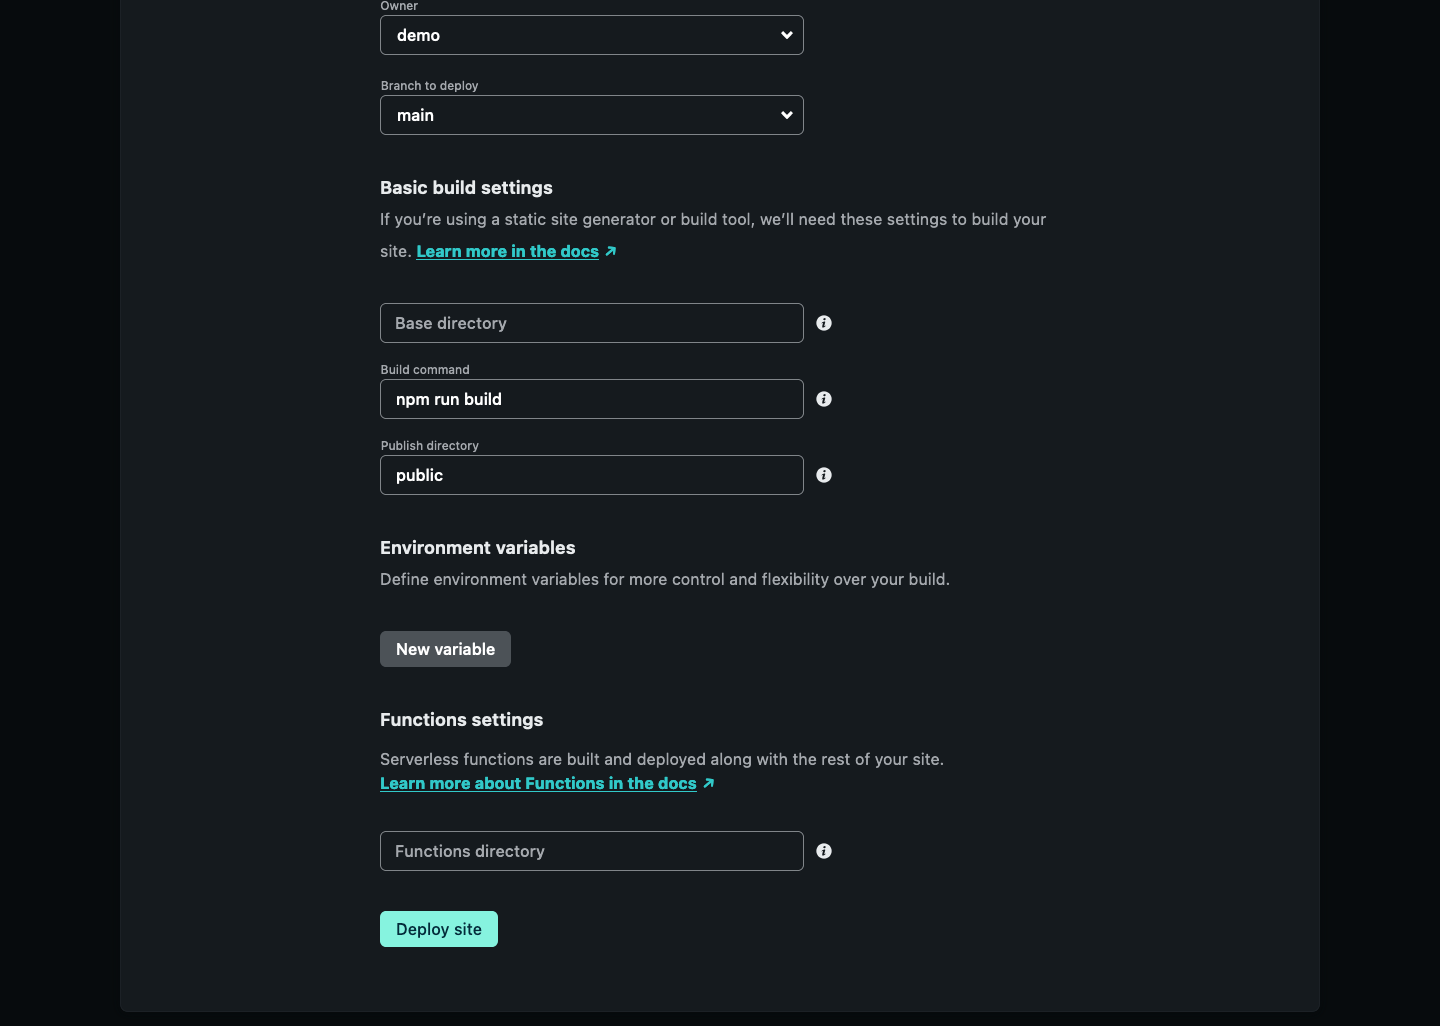 Owner
demo
Branch to deploy
main
Basic build settings
If you’re using a static site generator or build tool, we’ll need these settings to build your
site. Learn more in the docs
Base directory
Build command
npm run build
Publish directory
public
Environment variables
Define environment variables for more control and flexibility over your build.
New variable
Functions settings
Serverless functions are built and deployed along with the rest of your site.
Learn more about Functions in the docs
Functions directory
Deploy site